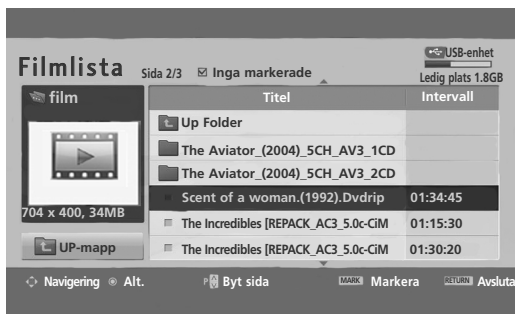 USB-enhet
Filmlista Sida 2/3 Inga markerade
Ledig plats 1.8GB
film
Titel Intervall
Up Folder
The Aviator_(2004)_5CH_AV3_1CD
The Aviator_(2004)_5CH_AV3_2CD
Scent of a woman.(1992).Dvdrip 01:34:45
704 x 400, 34MB
The Incredibles [REPACK_AC3_5.0c-CiM 01:15:30
UP-mapp
The Incredibles [REPACK_AC3_5.0c-CiM 01:30:20
Navigering Alt. P Byt sida MARK Markera RETURN Avsluta